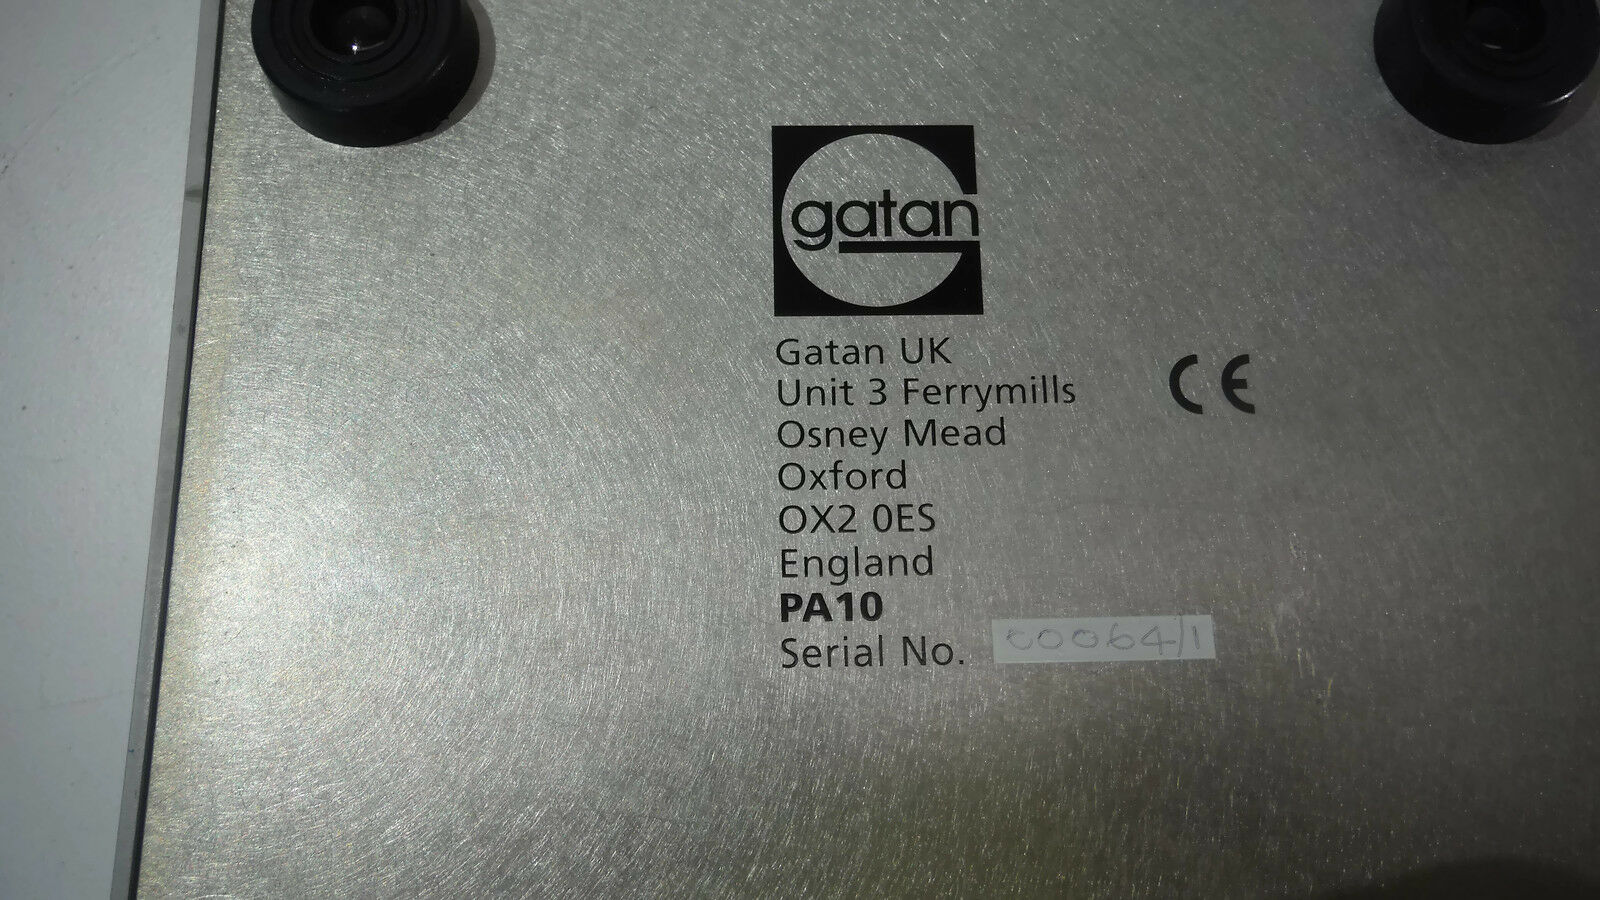 gatan
Gatan UK
Unit 3 Ferrymills
Osney Mead
Oxford
OX2 0ES
England
PA10
Serial No. 00064/1
CE